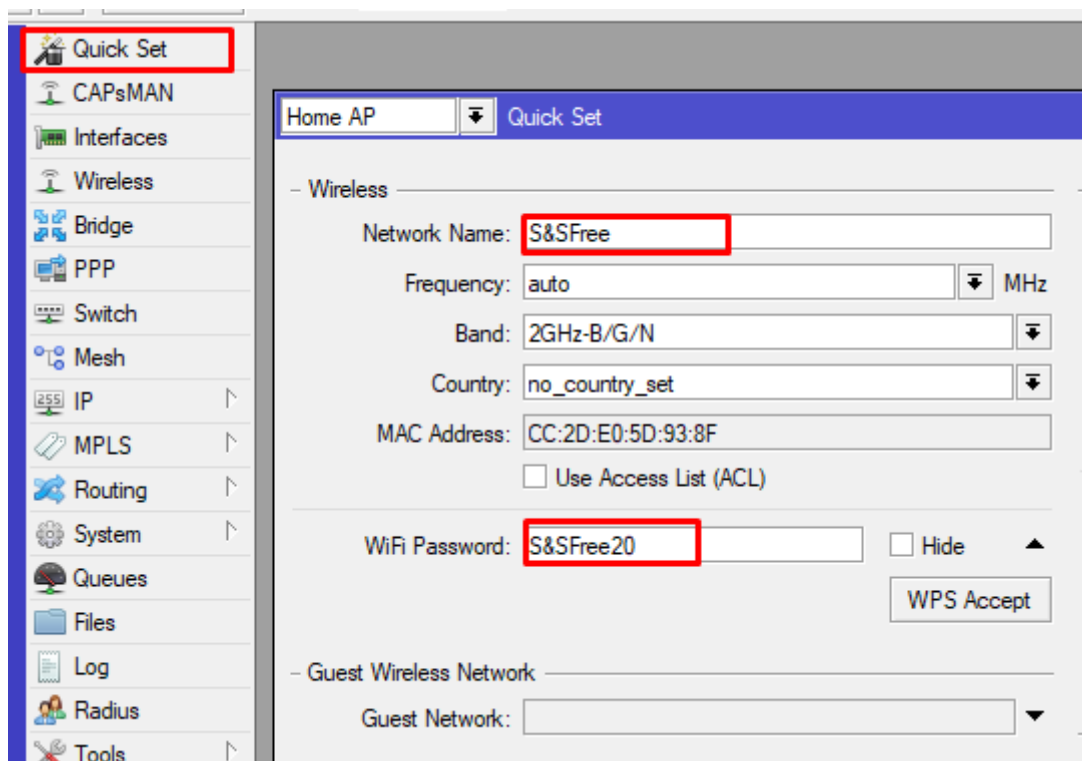 Quick Set
CAPsMAN
Interfaces
Wireless
Bridge
PPP
Switch
Mesh
255 IP
MPLS
Routing
System
Queues
Files
Log
Radius
Tools
Home AP Quick Set
Wireless
Network Name: S&SFree
Frequency: auto MHz
Band: 2GHz-B/G/N
Country: no_country_set
MAC Address: CC:2D:E0:5D:93:8F
Use Access List (ACL)
WiFi Password: S&SFree20 Hide
WPS Accept
Guest Wireless Network
Guest Network: